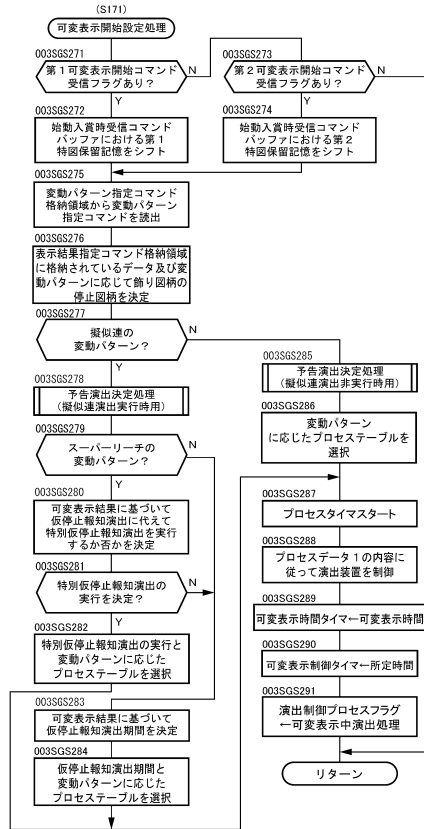 (S171)
可変表示開始設定処理
003SGS271
第1可変表示開始コマンド
受信フラグあり?
N
Y
003SGS273
第2可変表示開始コマンド
受信フラグあり?
N
Y
003SGS272
始動入賞時受信コマンド
バッファにおける第1
特図保留記憶をシフト
003SGS274
始動入賞時受信コマンド
バッファにおける第2
特図保留記憶をシフト
003SGS275
変動パターン指定コマンド
格納領域から変動パターン
指定コマンドを読出
003SGS276
表示結果指定コマンド格納領域
に格納されているデータ及び変
動パターンに応じて飾り図柄の
停止図柄を決定
003SGS277
擬似連の
変動パターン?
N
Y
003SGS278
予告演出決定処理
(擬似連演出実行時用)
003SGS279
スーパーリーチの
変動パターン?
N
Y
003SGS280
可変表示結果に基づいて
仮停止報知演出に代えて
特別仮停止報知演出を実行
するか否かを決定
003SGS281
特別仮停止報知演出の
実行を決定?
N
Y
003SGS282
特別仮停止報知演出の実行と
変動パターンに応じた
プロセステーブルを選択
003SGS283
可変表示結果に基づいて
仮停止報知演出期間を決定
003SGS284
仮停止報知演出期間と
変動パターンに応じた
プロセステーブルを選択
003SGS285
予告演出決定処理
(擬似連演出非実行時用)
003SGS286
変動パターン
に応じたプロセステーブルを
選択
003SGS287
プロセスタイマスタート
003SGS288
プロセスデータ1の内容に
従って演出装置を制御
003SGS289
可変表示時間タイマ←可変表示時間
003SGS290
可変表示制御タイマ←所定時間
003SGS291
演出制御プロセスフラグ
←可変表示中演出処理
リターン